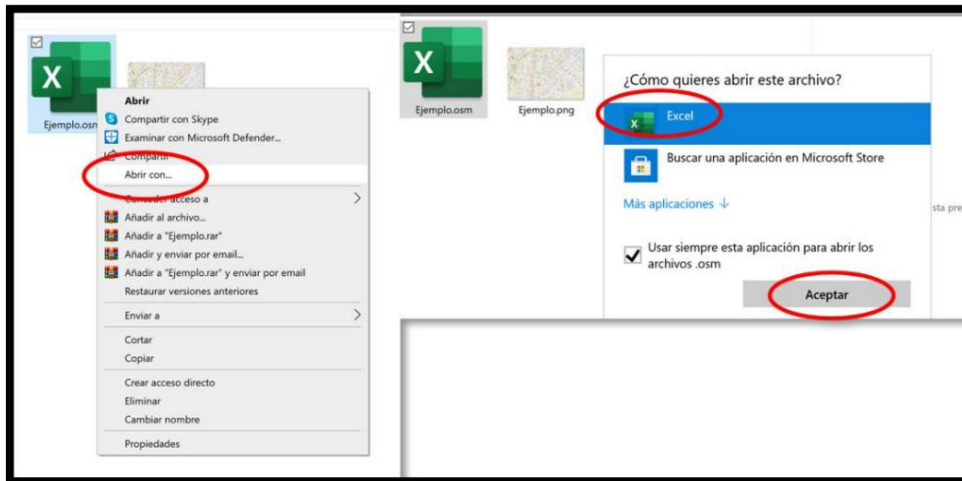 Ejemplo.osm
Abrir
Compartir con Skype
Examinar con Microsoft Defender...
Compartir
Abrir con...
Conceder acceso a
Añadir al archivo...
Añadir a "Ejemplo.rar"
Añadir y enviar por email...
Añadir a "Ejemplo.rar" y enviar por email
Restaurar versiones anteriores
Enviar a
Cortar
Copiar
Crear acceso directo
Eliminar
Cambiar nombre
Propiedades
Ejemplo.osm
Ejemplo.png
¿Cómo quieres abrir este archivo?
Excel
Buscar una aplicación en Microsoft Store
Más aplicaciones
Usar siempre esta aplicación para abrir los
archivos .osm
Aceptar
sta pre